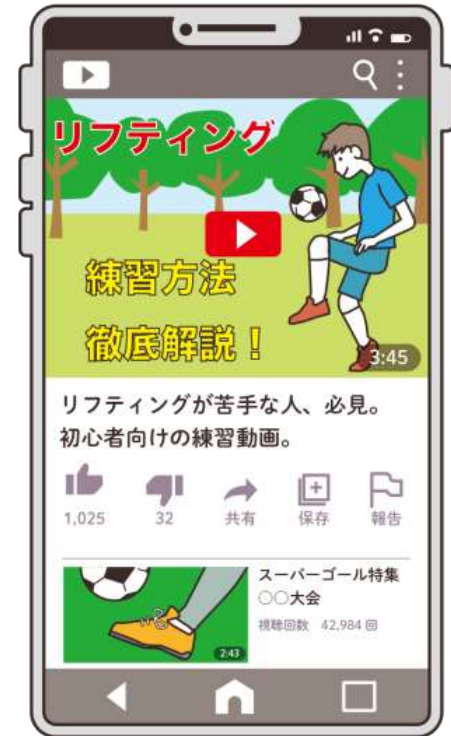 リフティング
練習方法
徹底解説！
3:45
リフティングが苦手な人、必見。
初心者向けの練習動画。
1,025
32
共有
保存
報告
スーパーゴール特集
○○大会
視聴回数 42,984 回
2:43